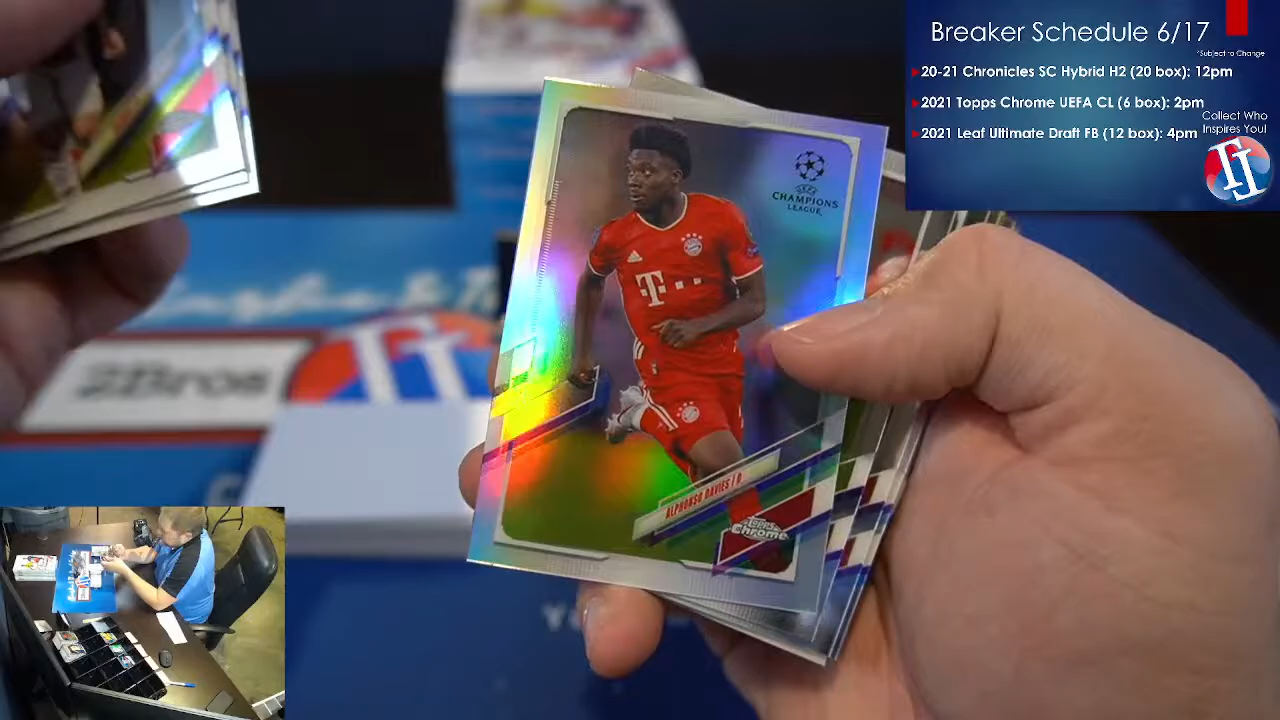 Breaker Schedule 6/17
*Subject to Change
20-21 Chronicles SC Hybrid H2 (20 box): 12pm
2021 Topps Chrome UEFA CL (6 box): 2pm
2021 Leaf Ultimate Draft FB (12 box): 4pm
Collect Who
Inspires You!
UEFA
CHAMPIONS
LEAGUE
T
ALPHONSO DAVIES | D
Topps
Chrome
2Bros